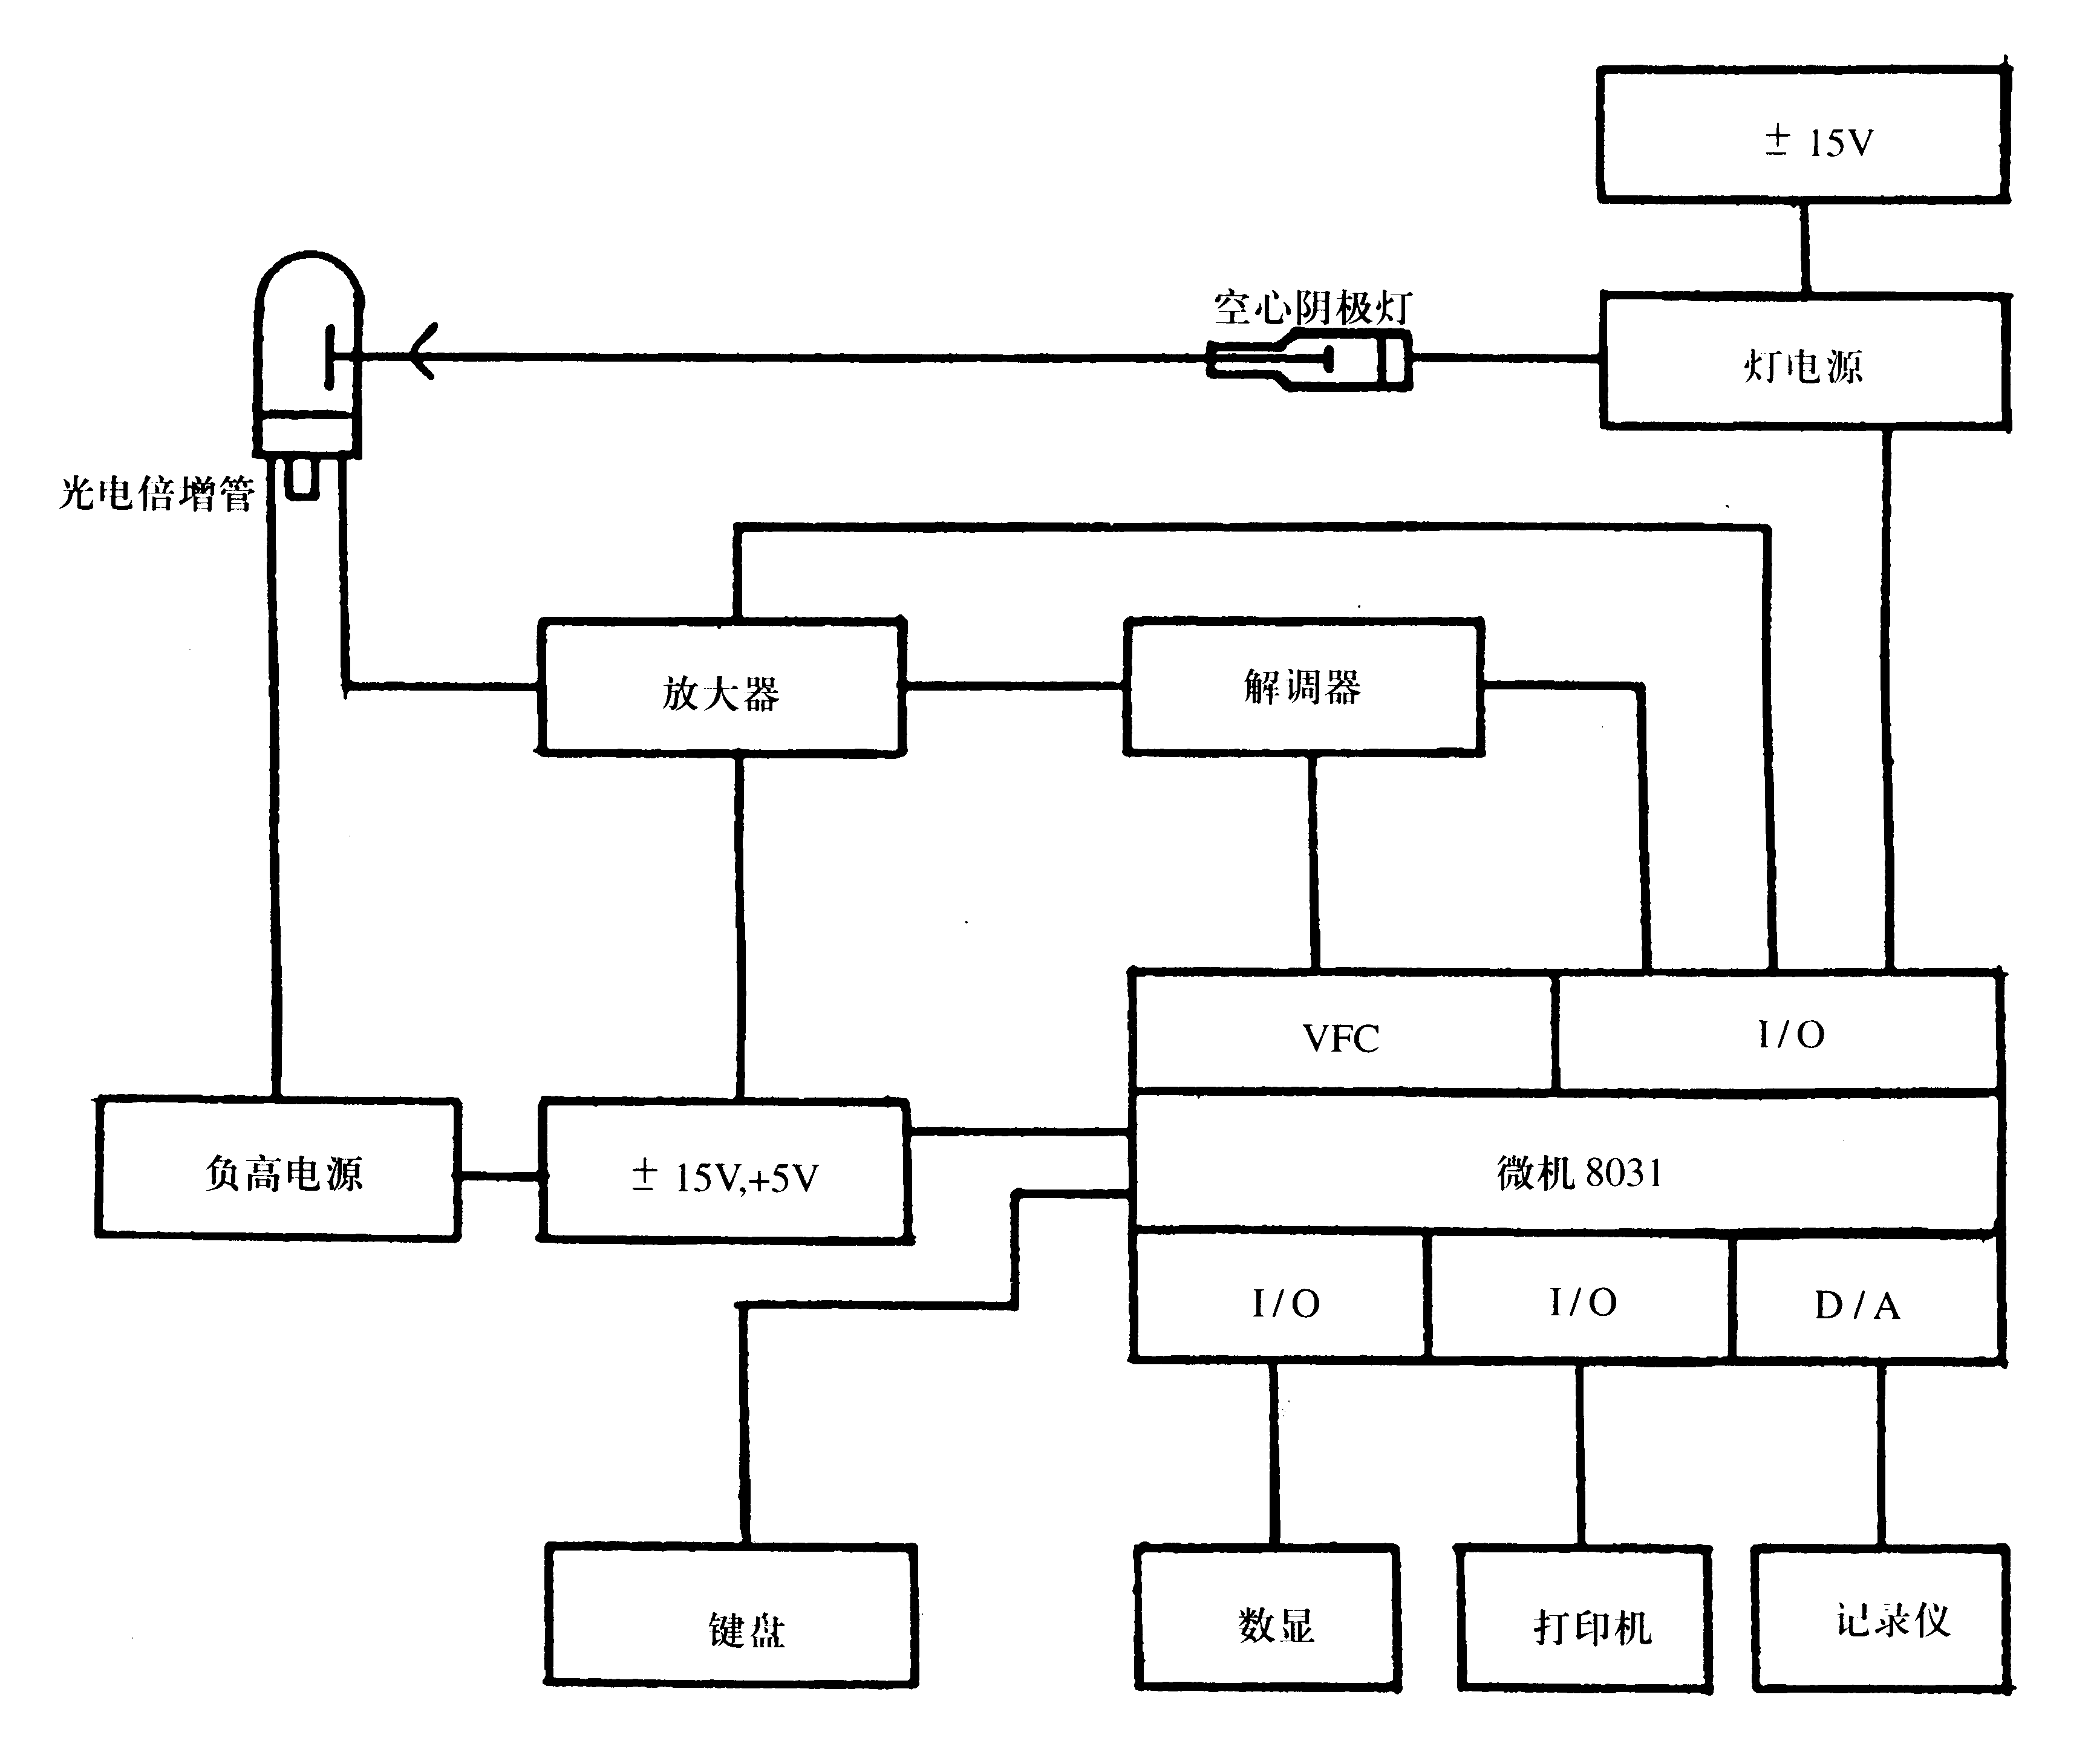 ± 15V
空心阴极灯
灯电源
光电倍增管
放大器
解调器
VFC
I/O
负高电源
± 15V,+5V
微机 8031
I/O
I/O
D/A
键盘
数显
打印机
记录仪